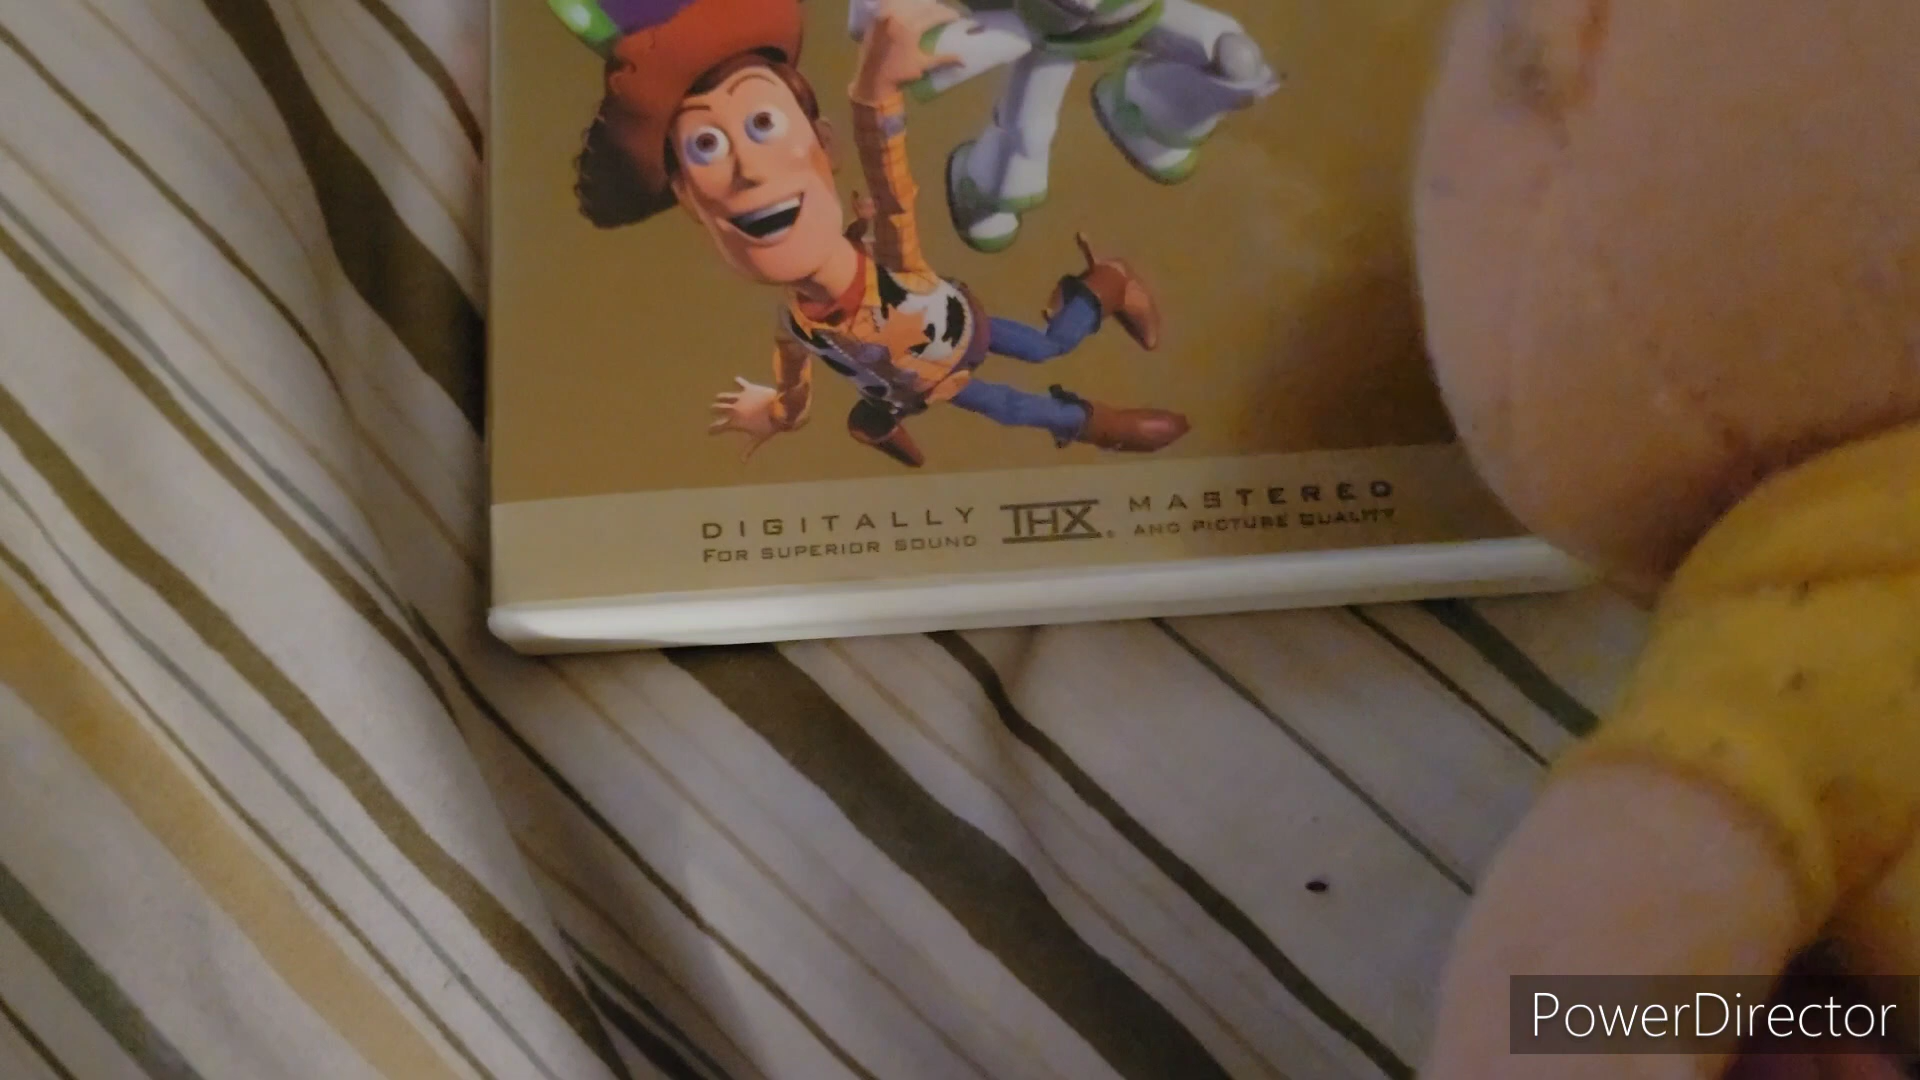 DIGITALLY THX® MASTERED
FOR SUPERIOR SOUND AND PICTURE QUALITY
PowerDirector